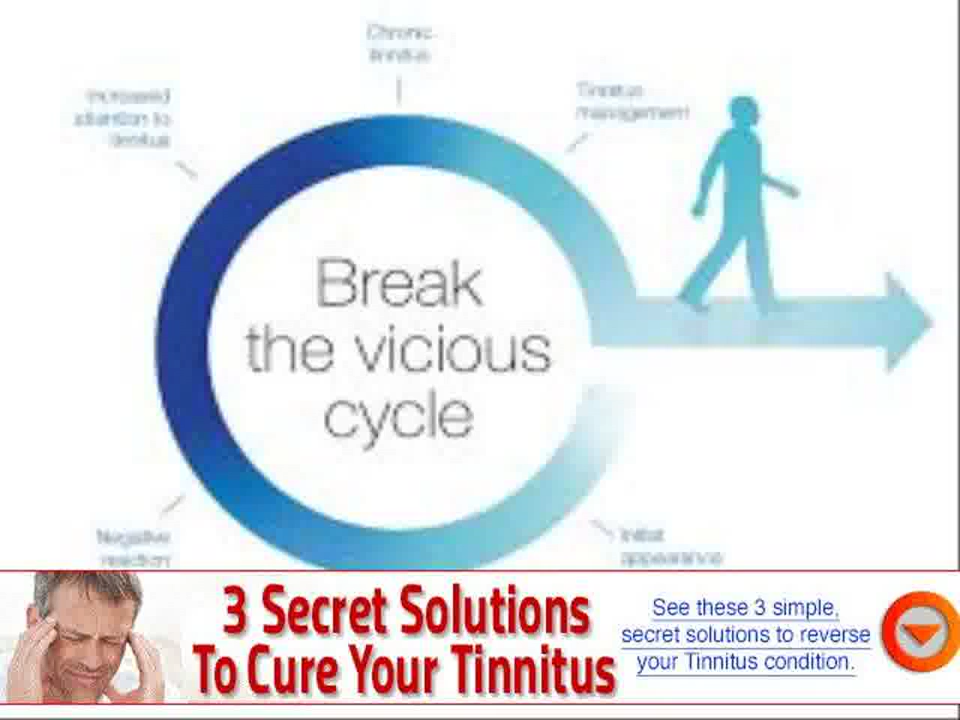 Chronic
tinnitus
Increased
attention to
tinnitus
Tinnitus
management
Break
the vicious
cycle
Negative
reaction
Initial
appearance
3 Secret Solutions
To Cure Your Tinnitus
See these 3 simple,
secret solutions to reverse
your Tinnitus condition.